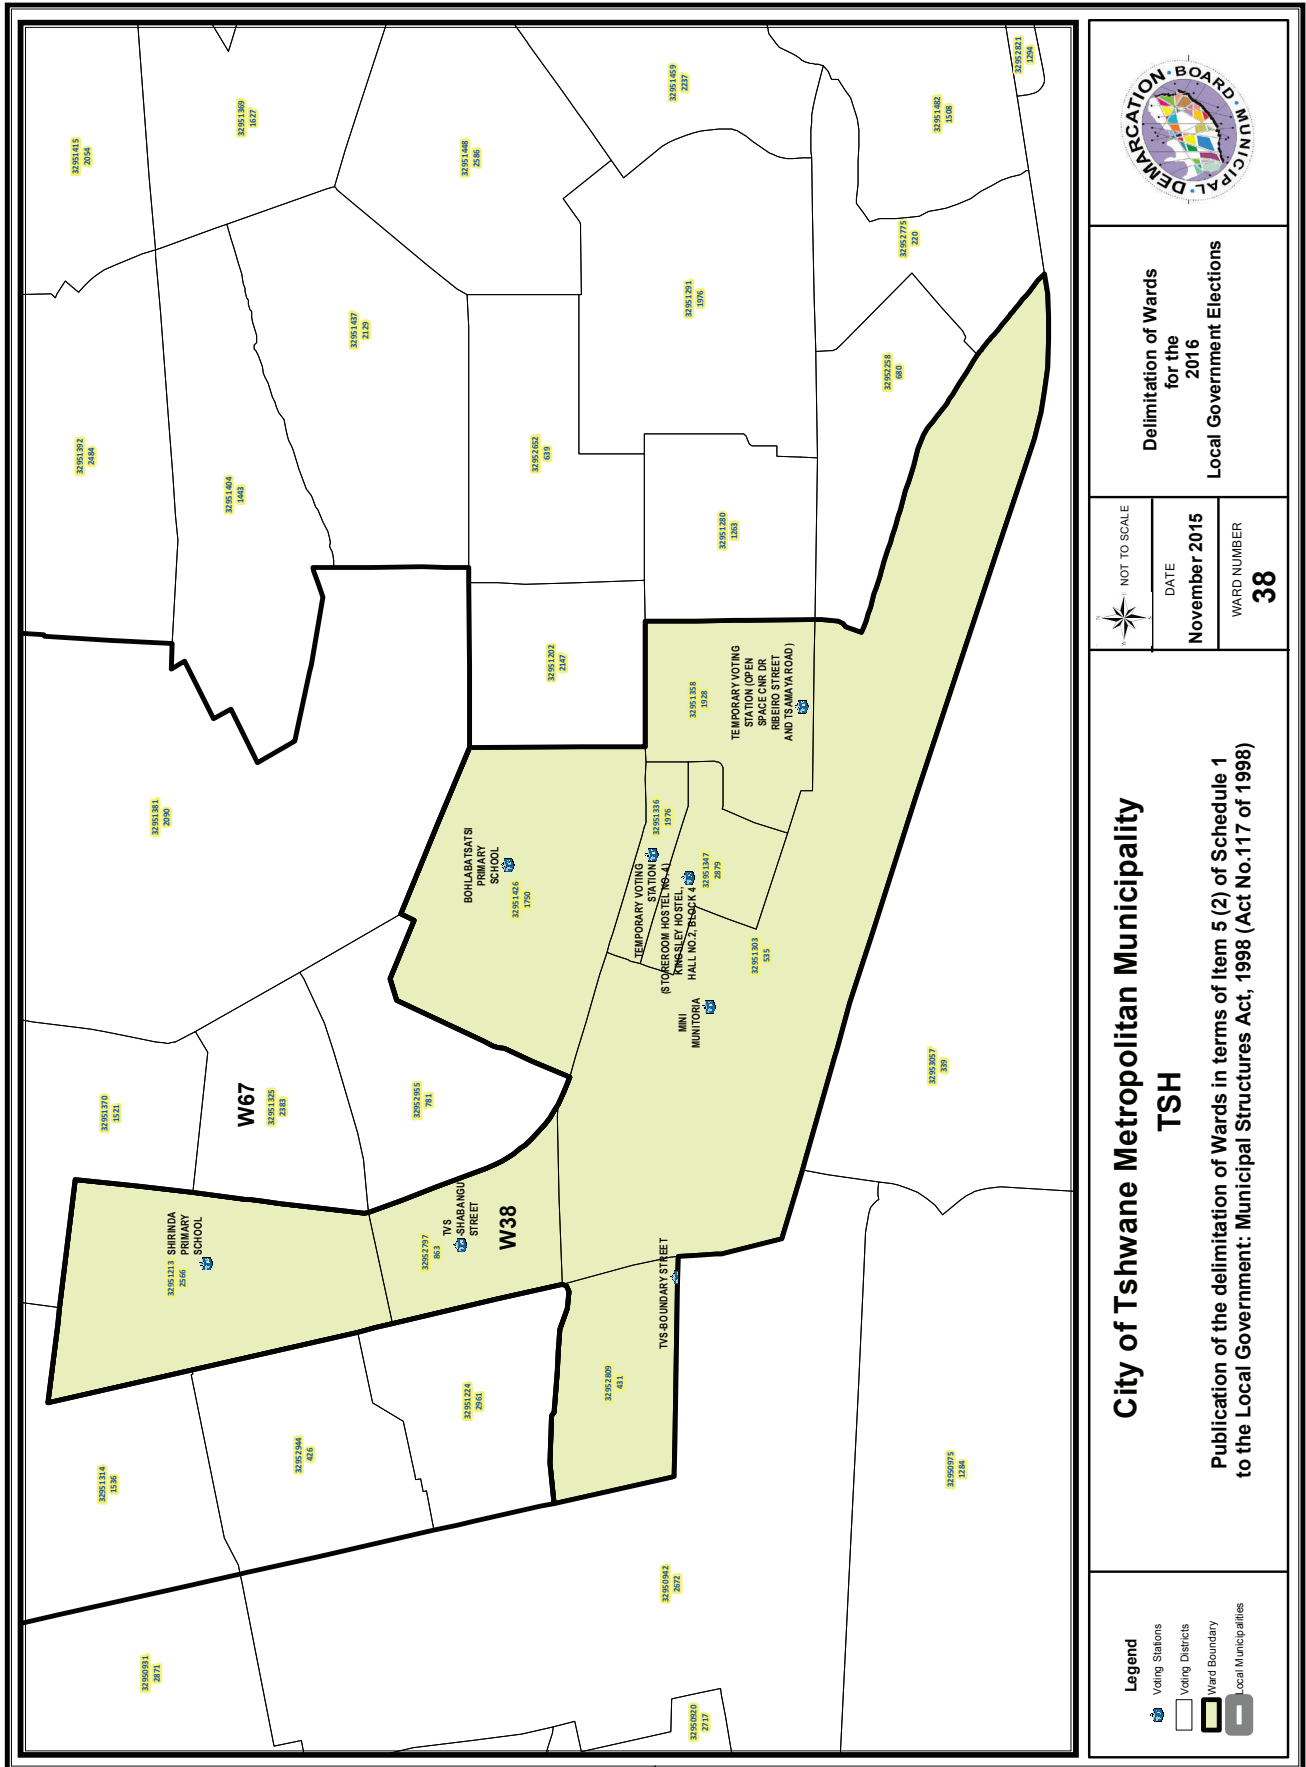 32951415
2054
32951369
1627
32951448
2586
32951459
2237
32952821
1294
32951482
1508
32952775
220
32951392
2484
32951404
1443
32951437
2129
32951291
1976
32952258
680
32952652
639
32951280
1263
32951202
2147
32951381
2090
32951358
1928
TEMPORARY VOTING
STATION (OPEN
SPACE CNR DR
RIBEIRO STREET
AND TSAMAYA ROAD)
BOHLABATSATSI
PRIMARY
SCHOOL
32951426
1750
32951336
1976
TEMPORARY VOTING
STATION
(STOREROOM HOSTEL NO. 4)
32951347
2879
KINGSLEY HOSTEL,
HALL NO.2, BLOCK 4
32951303
535
MINI
MUNITORIA
32951370
1521
W67
32951325
2383
32952955
781
32953057
339
32951213
2566
SHIRINDA
PRIMARY
SCHOOL
32952797
863
TVS
-SHABANGU
STREET
W38
TVS-BOUNDARY STREET
32952809
431
32951314
1536
32952944
426
32951224
2961
32950975
1284
32950942
2672
32950931
2871
32950920
2717
Legend
Voting Stations
Voting Districts
Ward Boundary
Local Municipalities
City of Tshwane Metropolitan Municipality
TSH
Publication of the delimitation of Wards in terms of Item 5 (2) of Schedule 1
to the Local Government: Municipal Structures Act, 1998 (Act No.117 of 1998)
N
W
E
S
NOT TO SCALE
DATE
November 2015
WARD NUMBER
38
Delimitation of Wards
for the
2016
Local Government Elections
MUNICIPAL · DEMARCATION · BOARD ·